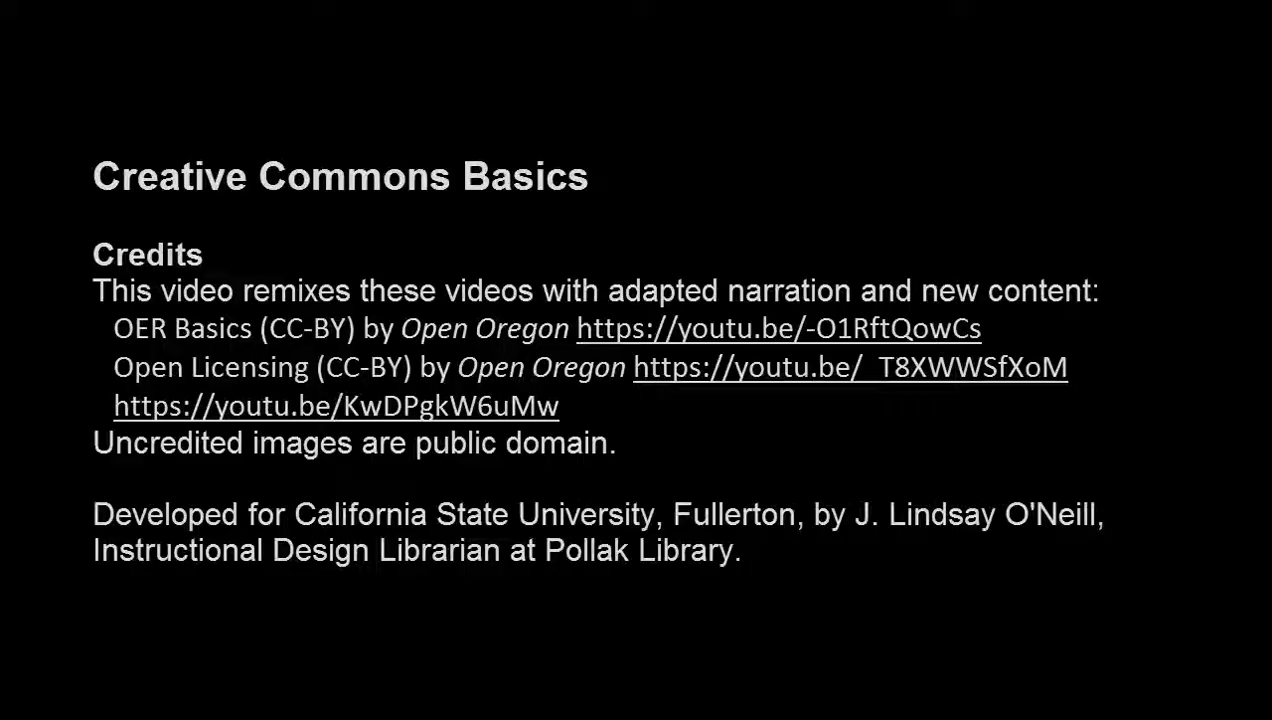 Creative Commons Basics
Credits
This video remixes these videos with adapted narration and new content:
OER Basics (CC-BY) by Open Oregon https://youtu.be/-O1RftQowCs
Open Licensing (CC-BY) by Open Oregon https://youtu.be/_T8XWWSfXoM
https://youtu.be/KwDPgkW6uMw
Uncredited images are public domain.
Developed for California State University, Fullerton, by J. Lindsay O'Neill,
Instructional Design Librarian at Pollak Library.